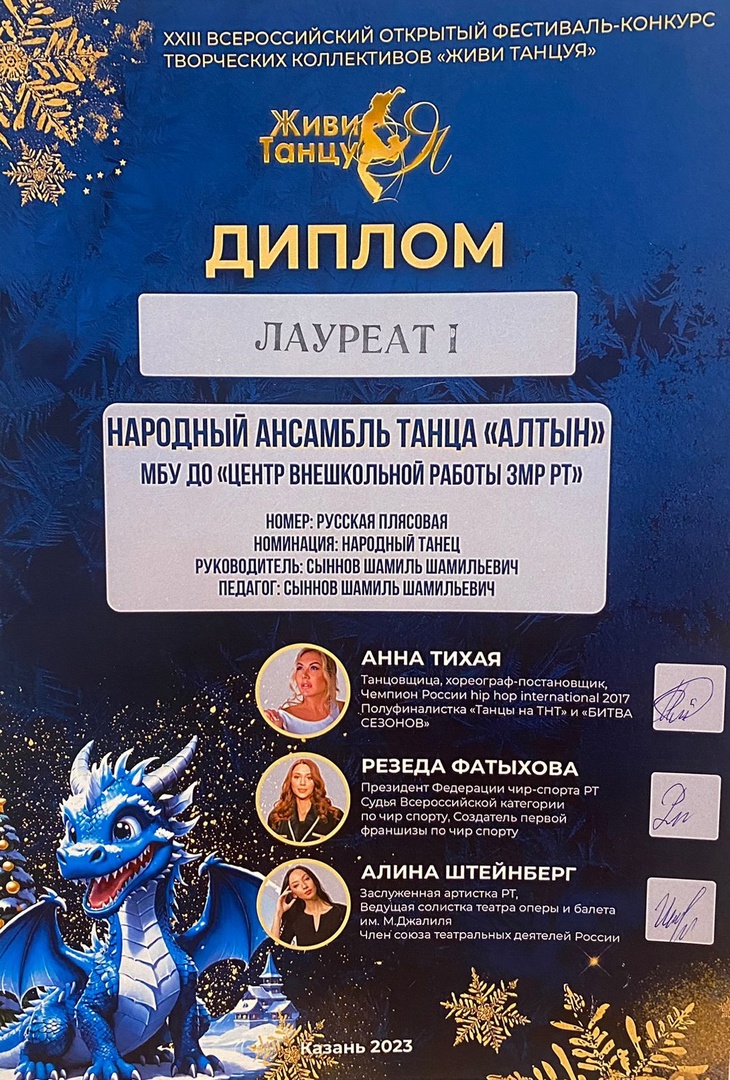 XXIII ВСЕРОССИЙСКИЙ ОТКРЫТЫЙ ФЕСТИВАЛЬ-КОНКУРС
ТВОРЧЕСКИХ КОЛЛЕКТИВОВ «ЖИВИ ТАНЦУЯ»
Живи
ТанцуЯ
ДИПЛОМ
ЛАУРЕАТ I
НАРОДНЫЙ АНСАМБЛЬ ТАНЦА «АЛТЫН»
МБУ ДО «ЦЕНТР ВНЕШКОЛЬНОЙ РАБОТЫ ЗМР РТ»
НОМЕР: РУССКАЯ ПЛЯСОВАЯ
НОМИНАЦИЯ: НАРОДНЫЙ ТАНЕЦ
РУКОВОДИТЕЛЬ: СЫННОВ ШАМИЛЬ ШАМИЛЬЕВИЧ
ПЕДАГОГ: СЫННОВ ШАМИЛЬ ШАМИЛЬЕВИЧ
АННА ТИХАЯ
Танцовщица, хореограф-постановщик,
Чемпион России hip hop international 2017
Полуфиналистка «Танцы на ТНТ» и «БИТВА
СЕЗОНОВ»
РЕЗЕДА ФАТЫХОВА
Президент Федерации чир-спорта РТ
Судья Всероссийской категории
по чир спорту, Создатель первой
франшизы по чир спорту
АЛИНА ШТЕЙНБЕРГ
Заслуженная артистка РТ,
Ведущая солистка театра оперы и балета
им. М.Джалиля
Член союза театральных деятелей России
Казань 2023